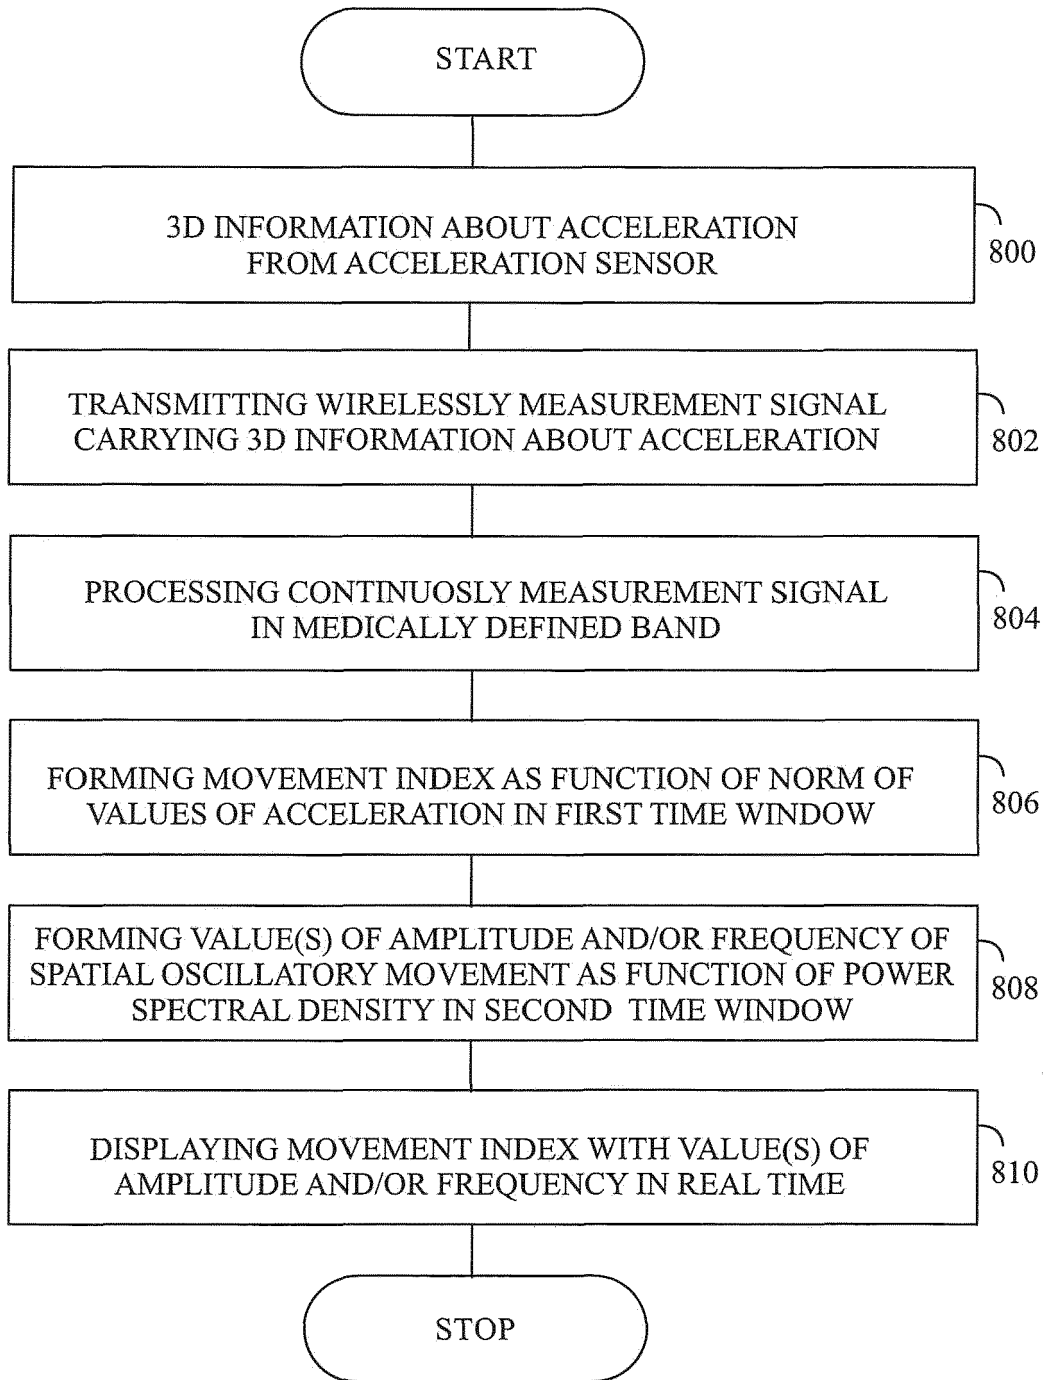 START
3D INFORMATION ABOUT ACCELERATION
FROM ACCELERATION SENSOR
800
TRANSMITTING WIRELESSLY MEASUREMENT SIGNAL
CARRYING 3D INFORMATION ABOUT ACCELERATION
802
PROCESSING CONTINUOSLY MEASUREMENT SIGNAL
IN MEDICALLY DEFINED BAND
804
FORMING MOVEMENT INDEX AS FUNCTION OF NORM OF
VALUES OF ACCELERATION IN FIRST TIME WINDOW
806
FORMING VALUE(S) OF AMPLITUDE AND/OR FREQUENCY OF
SPATIAL OSCILLATORY MOVEMENT AS FUNCTION OF POWER
SPECTRAL DENSITY IN SECOND TIME WINDOW
808
DISPLAYING MOVEMENT INDEX WITH VALUE(S) OF
AMPLITUDE AND/OR FREQUENCY IN REAL TIME
810
STOP